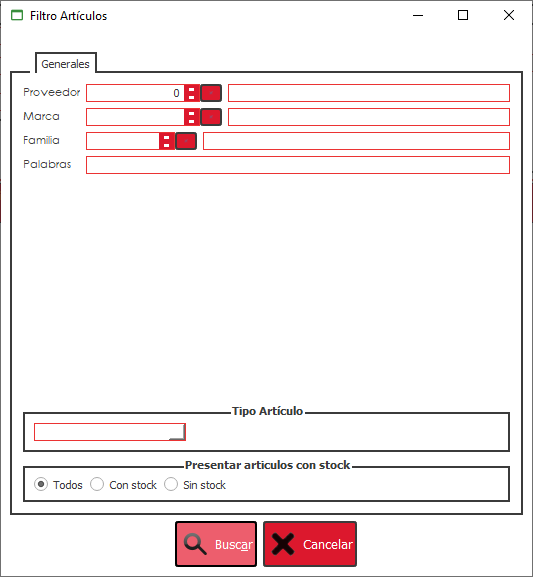 Filtro Artículos
Generales
Proveedor 0
Marca
Familia
Palabras
Tipo Artículo
Presentar articulos con stock
Todos Con stock Sin stock
Buscar Cancelar